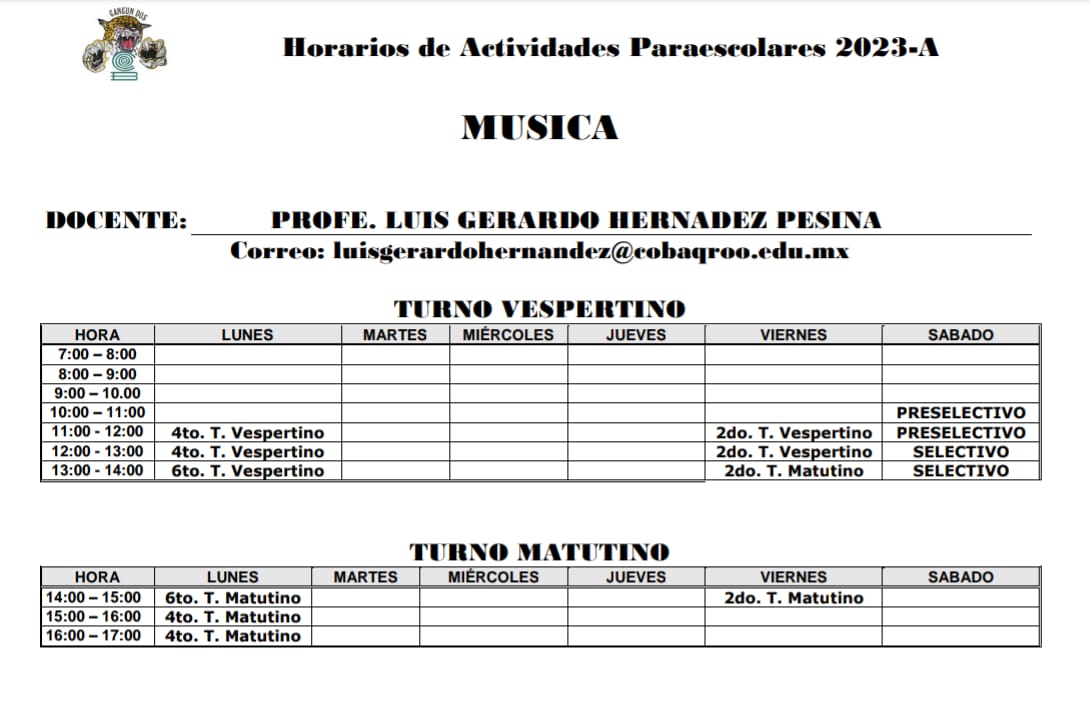 CANCUN DOS
Horarios de Actividades Paraescolares 2023-A
MUSICA
DOCENTE: PROFE. LUIS GERARDO HERNADEZ PESINA
Correo: luisgerardohernandez@cobaqroo.edu.mx
TURNO VESPERTINO
HORA LUNES MARTES MIÉRCOLES JUEVES VIERNES SABADO
7:00 – 8:00
8:00 – 9:00
9:00 – 10.00
10:00 – 11:00 PRESELECTIVO
11:00 - 12:00 4to. T. Vespertino 2do. T. Vespertino PRESELECTIVO
12:00 - 13:00 4to. T. Vespertino 2do. T. Vespertino SELECTIVO
13:00 - 14:00 6to. T. Vespertino 2do. T. Matutino SELECTIVO
TURNO MATUTINO
HORA LUNES MARTES MIÉRCOLES JUEVES VIERNES SABADO
14:00 – 15:00 6to. T. Matutino 2do. T. Matutino
15:00 – 16:00 4to. T. Matutino
16:00 – 17:00 4to. T. Matutino